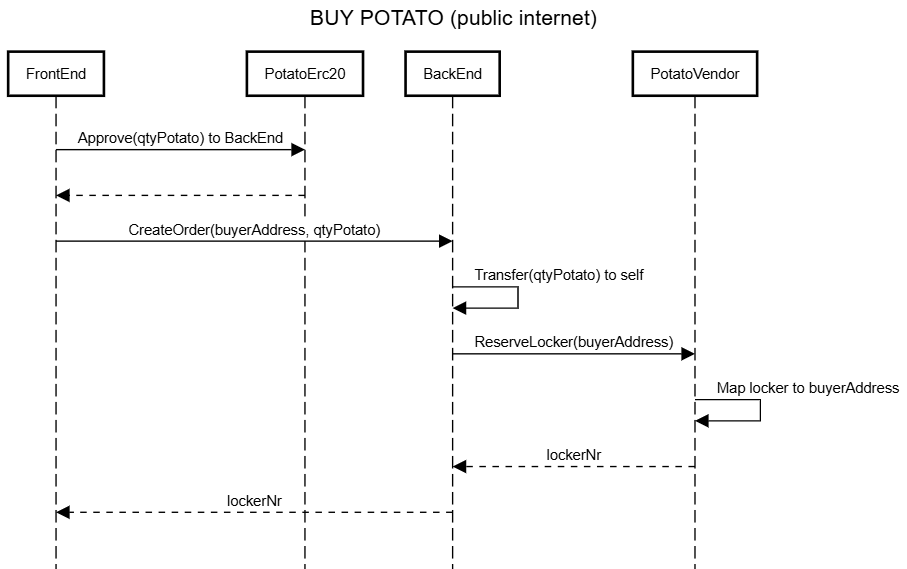 BUY POTATO (public internet)
FrontEnd
PotatoErc20
BackEnd
PotatoVendor
Approve(qtyPotato) to BackEnd
CreateOrder(buyerAddress, qtyPotato)
Transfer(qtyPotato) to self
ReserveLocker(buyerAddress)
Map locker to buyerAddress
lockerNr
lockerNr